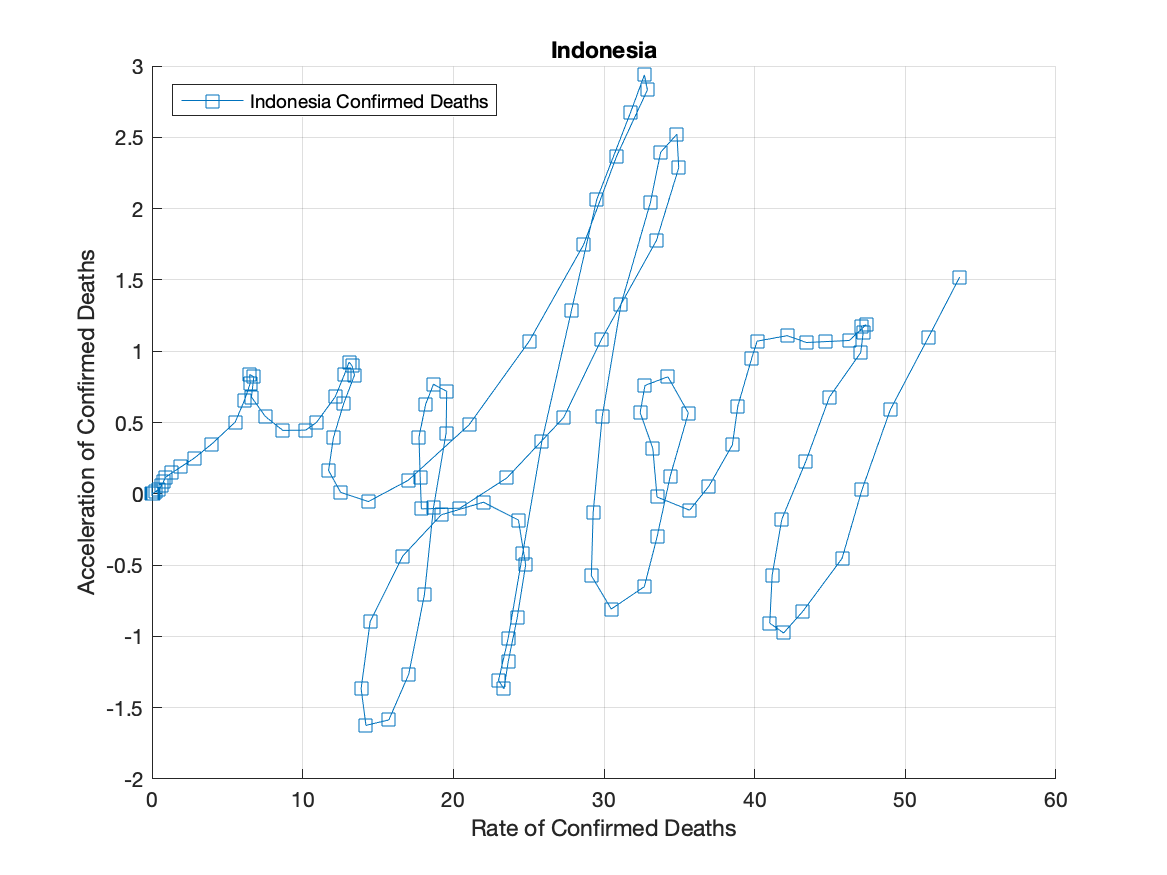 Indonesia
Indonesia Confirmed Deaths
3
2.5
2
1.5
1
0.5
0
-0.5
-1
-1.5
-2
Acceleration of Confirmed Deaths
0 10 20 30 40 50 60
Rate of Confirmed Deaths